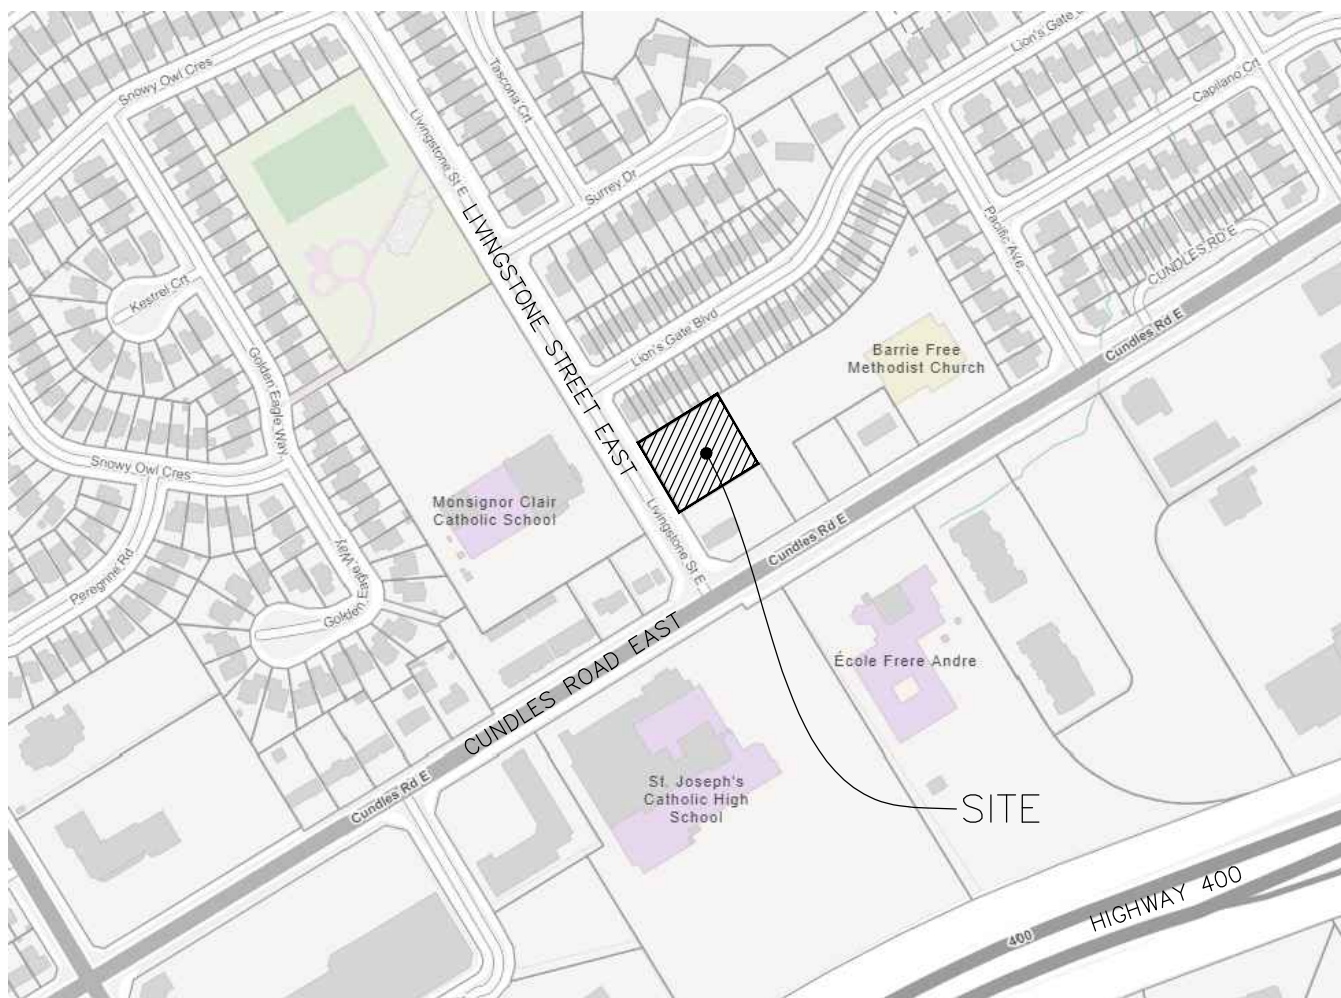 Lion's Gate
Snowy Owl Cres
Tascona Crt
Capilano Crt
Livingstone St E
Surrey Dr
LIVINGSTONE STREET EAST
Pacific Ave
CUNDLES RD E
Kestrel Crt
Lion's Gate Blvd
Cundles Rd E
Barrie Free
Methodist Church
Golden Eagle Way
Snowy Owl Cres
Monsignor Clair
Catholic School
Livingstone St E
Cundles Rd E
Peregrine Rd
Golden Eagle Way
CUNDLES ROAD EAST
École Frere Andre
St. Joseph's
Catholic High
School
Cundles Rd E
SITE
HIGHWAY 400
400